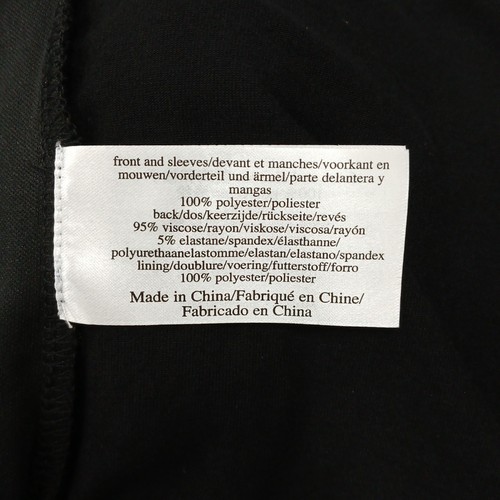 front and sleeves/devant et manches/voorkant en
mouwen/vorderteil und ärmel/parte delantera y
mangas
100% polyester/poliester
back/dos/keerzijde/rückseite/revés
95% viscose/rayon/viskose/viscosa/rayón
5% elastane/spandex/élasthanne/
polyurethaanelastomme/elastan/elastano/spandex
lining/doublure/voering/futterstoff/forro
100% polyester/poliester
Made in China/Fabriqué en Chine/
Fabricado en China